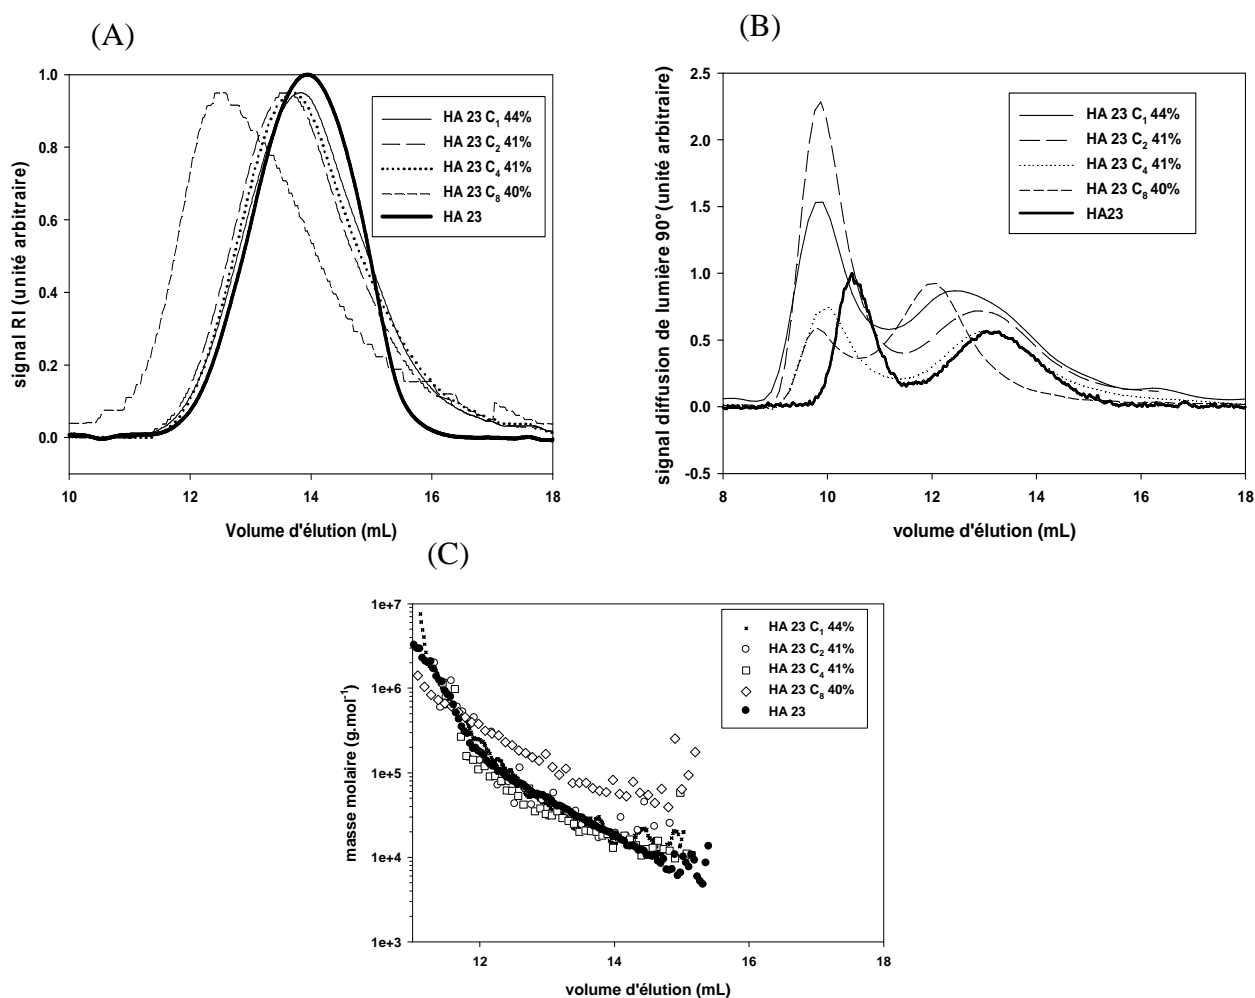 (A)
1.0
0.8
0.6
0.4
0.2
0.0
10
12
14
16
18
signal RI (unité arbitraire)
Volume d'élution (mL)
HA 23 C1 44%
HA 23 C2 41%
HA 23 C4 41%
HA 23 C8 40%
HA 23
(B)
2.5
2.0
1.5
1.0
0.5
0.0
-0.5
8
10
12
14
16
18
signal diffusion de lumière 90° (unité arbitraire)
volume d'élution (mL)
HA 23 C1 44%
HA 23 C2 41%
HA 23 C4 41%
HA 23 C8 40%
HA23
(C)
1e+7
1e+6
1e+5
1e+4
1e+3
12
14
16
18
masse molaire (g.mol-1)
volume d'élution (mL)
HA 23 C1 44%
HA 23 C2 41%
HA 23 C4 41%
HA 23 C8 40%
HA 23